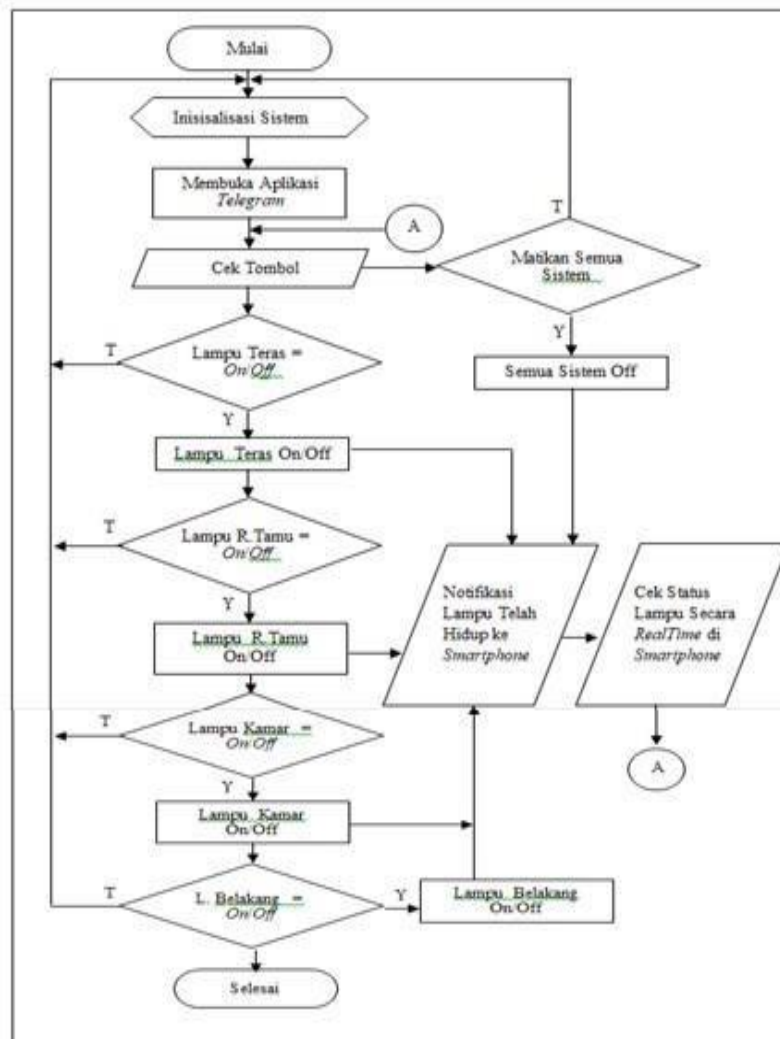 Mulai
Inisisalisasi Sistem
Membuka Aplikasi
Telegram
A
T
Cek Tombol
Matikan Semua
Sistem
T
Lampu Teras =
On/Off
Y
Semua Sistem Off
Y
Lampu Teras On/Off
T
Lampu R.Tamu =
On/Off
Y
Lampu R.Tamu
On/Off
Notifikasi
Lampu Telah
Hidup ke
Smartphone
Cek Status
Lampu Secara
RealTime di
Smartphone
T
Lampu Kamar =
On/Off
A
Y
Lampu Kamar
On/Off
T
L. Belakang =
On/Off
Y
Lampu Belakang
On/Off
Selesai